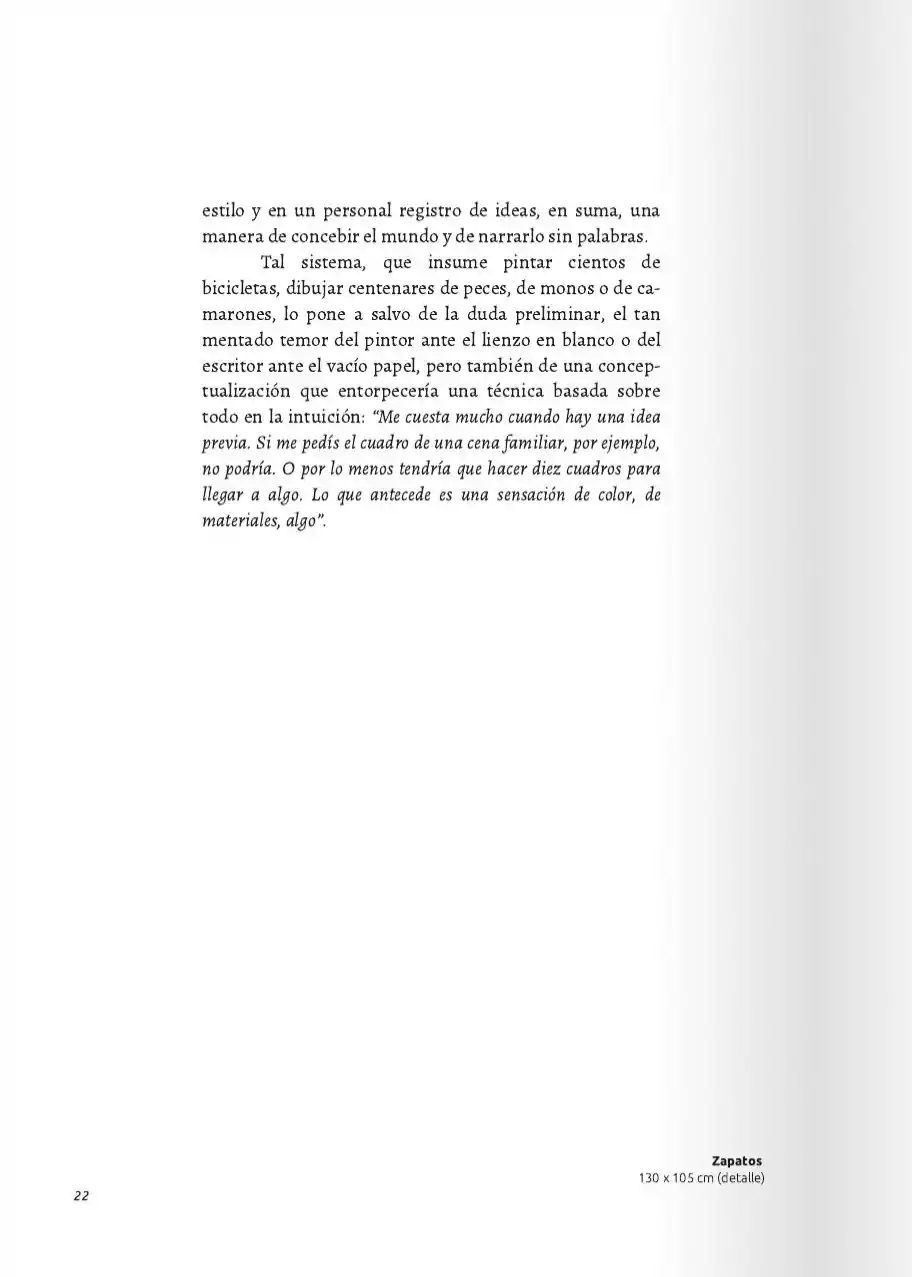 estilo y en un personal registro de ideas, en suma, una
manera de concebir el mundo y de narrarlo sin palabras.
Tal sistema, que insume pintar cientos de
bicicletas, dibujar centenares de peces, de monos o de ca-
marones, lo pone a salvo de la duda preliminar, el tan
mentado temor del pintor ante el lienzo en blanco o del
escritor ante el vacío papel, pero también de una concep-
tualización que entorpecería una técnica basada sobre
todo en la intuición: “Me cuesta mucho cuando hay una idea
previa. Si me pedís el cuadro de una cena familiar, por ejemplo,
no podría. O por lo menos tendría que hacer diez cuadros para
llegar a algo. Lo que antecede es una sensación de color, de
materiales, algo”.
Zapatos
130 x 105 cm (detalle)
22